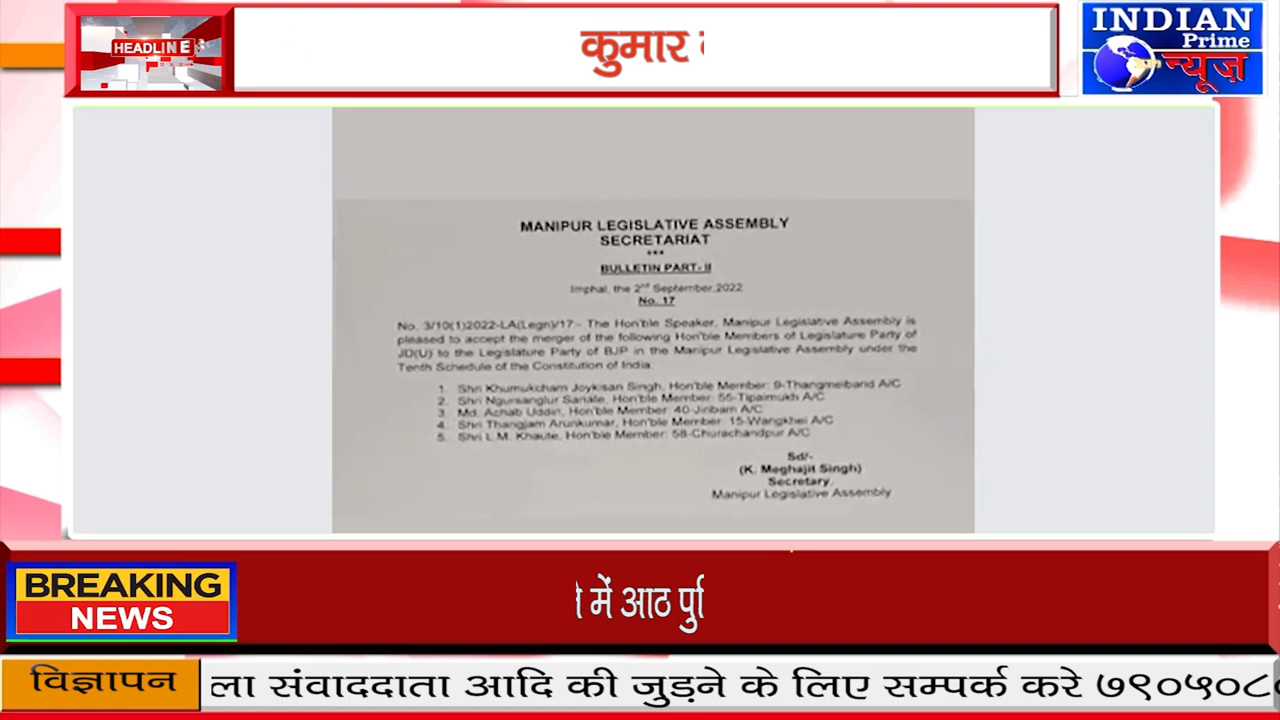 HEADLINES
कुमार
INDIAN
Prime
न्यूज़
MANIPUR LEGISLATIVE ASSEMBLY
SECRETARIAT
***
BULLETIN PART- II
Imphal, the 2nd September,2022
No. 17
No. 3/10(1)2022-LA(Legn)/17:- The Hon'ble Speaker, Manipur Legislative Assembly is
pleased to accept the merger of the following Hon'ble Members of Legislature Party of
JD(U) to the Legislature Party of BJP in the Manipur Legislative Assembly under the
Tenth Schedule of the Constitution of India.
1. Shri Khumukcham Joykisan Singh, Hon'ble Member: 9-Thangmeiband A/C
2. Shri Ngursanglur Sanate, Hon'ble Member: 55-Tipaimukh A/C
3. Md. Achab Uddin, Hon'ble Member: 40-Jiribam A/C
4. Shri Thangjam Arunkumar, Hon'ble Member: 15-Wangkhei A/C
5. Shri L.M. Khaute, Hon'ble Member: 58-Churachandpur A/C
Sd/-
(K. Meghajit Singh)
Secretary
Manipur Legislative Assembly
BREAKING
NEWS
में आठ
विज्ञापन
ला संवाददाता आदि की जुड़ने के लिए सम्पर्क करे ७९०५०८